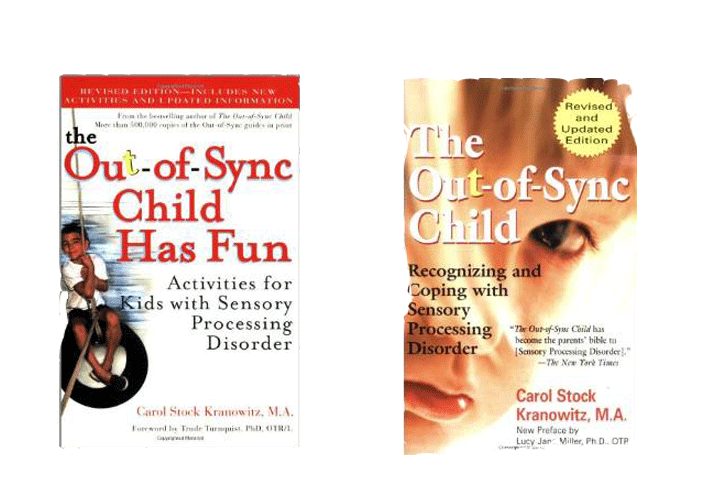 REVISED EDITION—INCLUDES NEW
ACTIVITIES AND UPDATED INFORMATION
From the bestselling author of The Out-of-Sync Child
More than 500,000 copies of the Out-of-Sync guides in print
the
Out-of-Sync
Child
Has Fun
Activities for
Kids with Sensory
Processing
Disorder
Carol Stock Kranowitz, M.A.
Foreword by Trude Turnquist, PhD, OTR/L
Copyrighted Material
Revised
and
Updated
Edition
The
Out-of-Sync
Child
Recognizing and
Coping with
Sensory
Processing
Disorder
"The Out-of-Sync Child has
become the parents' bible to
[Sensory Processing Disorder]."
—The New York Times
Carol Stock
Kranowitz, M.A.
New Preface by
Lucy Jane Miller, Ph.D., OTR